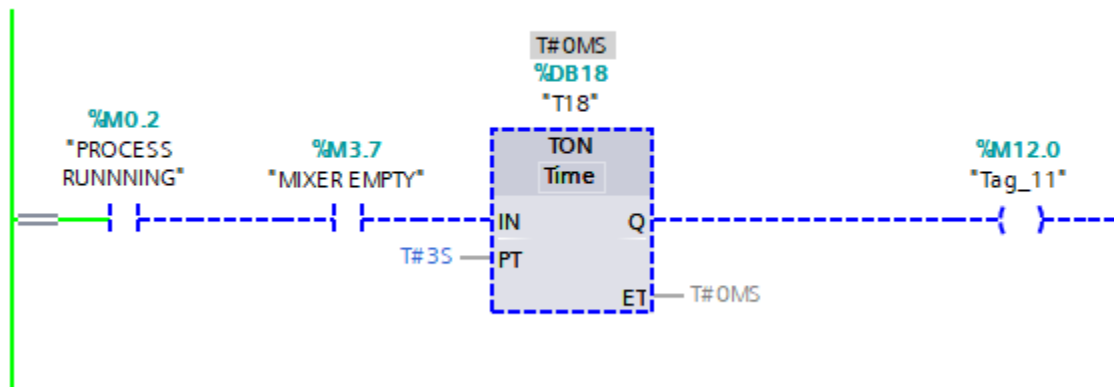 T#0MS
%DB18
"T18"
%M0.2
"PROCESS
RUNNNING"
%M3.7
"MIXER EMPTY"
TON
Time
%M12.0
"Tag_11"
IN
Q
T#3S
PT
ET
T#0MS